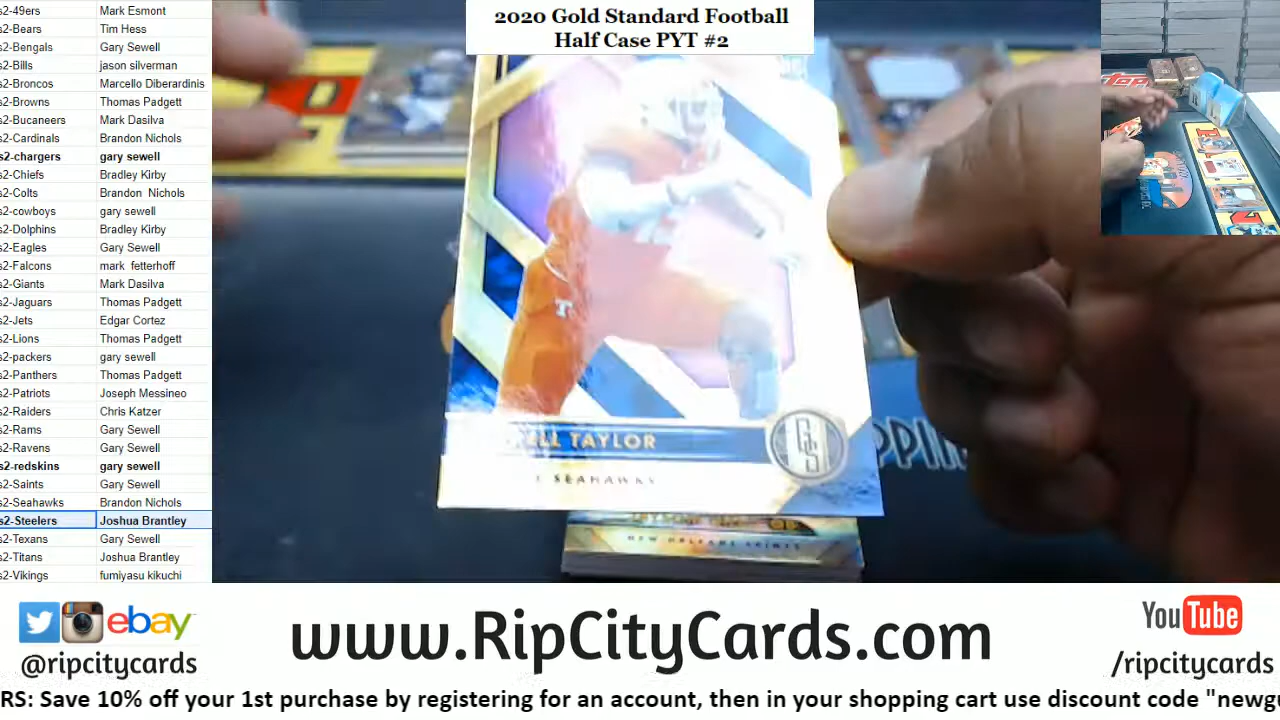 2020 Gold Standard Football
Half Case PYT #2
s2-49ers Mark Esmont
s2-Bears Tim Hess
s2-Bengals Gary Sewell
s2-Bills jason silverman
s2-Broncos Marcello Diberardinis
s2-Browns Thomas Padgett
s2-Bucaneers Mark Dasilva
s2-Cardinals Brandon Nichols
s2-chargers gary sewell
s2-Chiefs Bradley Kirby
s2-Colts Brandon Nichols
s2-cowboys gary sewell
s2-Dolphins Bradley Kirby
s2-Eagles Gary Sewell
s2-Falcons mark fetterhoff
s2-Giants Mark Dasilva
s2-Jaguars Thomas Padgett
s2-Jets Edgar Cortez
s2-Lions Thomas Padgett
s2-packers gary sewell
s2-Panthers Thomas Padgett
s2-Patriots Joseph Messineo
s2-Raiders Chris Katzer
s2-Rams Gary Sewell
s2-Ravens Gary Sewell
s2-redskins gary sewell
s2-Saints Gary Sewell
s2-Seahawks Brandon Nichols
s2-Steelers Joshua Brantley
s2-Texans Gary Sewell
s2-Titans Joshua Brantley
s2-Vikings fumiyasu kikuchi
ELL TAYLOR
SEAHAWKS
GS
NEW ORLEANS SAINTS
PPIN
ebay
@ripcitycards
www.RipCityCards.com
YouTube
/ripcitycards
RS: Save 10% off your 1st purchase by registering for an account, then in your shopping cart use discount code "newgu